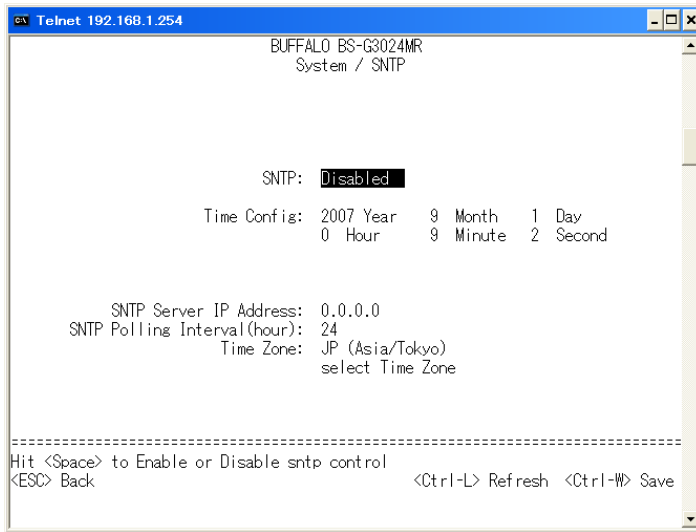 Telnet 192.168.1.254
BUFFALO BS-G3024MR
System / SNTP
SNTP: Disabled
Time Config: 2007 Year 9 Month 1 Day
0 Hour 9 Minute 2 Second
SNTP Server IP Address: 0.0.0.0
SNTP Polling Interval(hour): 24
Time Zone: JP (Asia/Tokyo)
select Time Zone
================================================================================
Hit <Space> to Enable or Disable sntp control
<ESC> Back <Ctrl-L> Refresh <Ctrl-W> Save